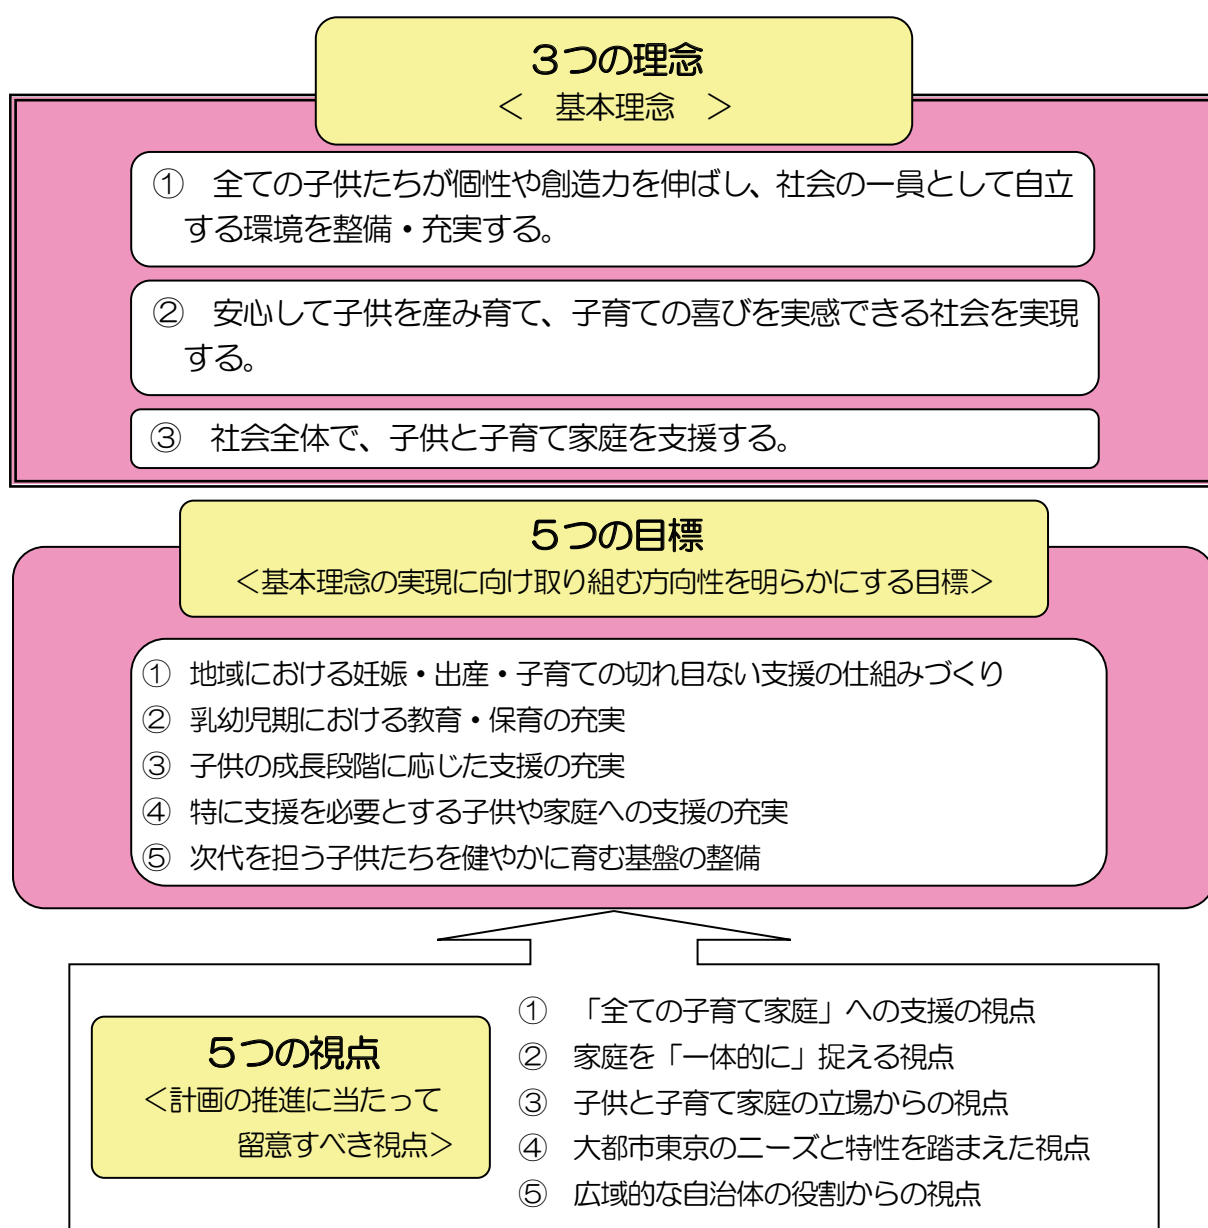 ３つの理念
＜　基本理念　＞
①　全ての子供たちが個性や創造力を伸ばし、社会の一員として自立
する環境を整備・充実する。
②　安心して子供を産み育て、子育ての喜びを実感できる社会を実現
する。
③　社会全体で、子供と子育て家庭を支援する。
５つの目標
＜基本理念の実現に向け取り組む方向性を明らかにする目標＞
①　地域における妊娠・出産・子育ての切れ目ない支援の仕組みづくり
②　乳幼児期における教育・保育の充実
③　子供の成長段階に応じた支援の充実
④　特に支援を必要とする子供や家庭への支援の充実
⑤　次代を担う子供たちを健やかに育む基盤の整備
５つの視点
＜計画の推進に当たって
留意すべき視点＞
①　「全ての子育て家庭」への支援の視点
②　家庭を「一体的に」捉える視点
③　子供と子育て家庭の立場からの視点
④　大都市東京のニーズと特性を踏まえた視点
⑤　広域的な自治体の役割からの視点